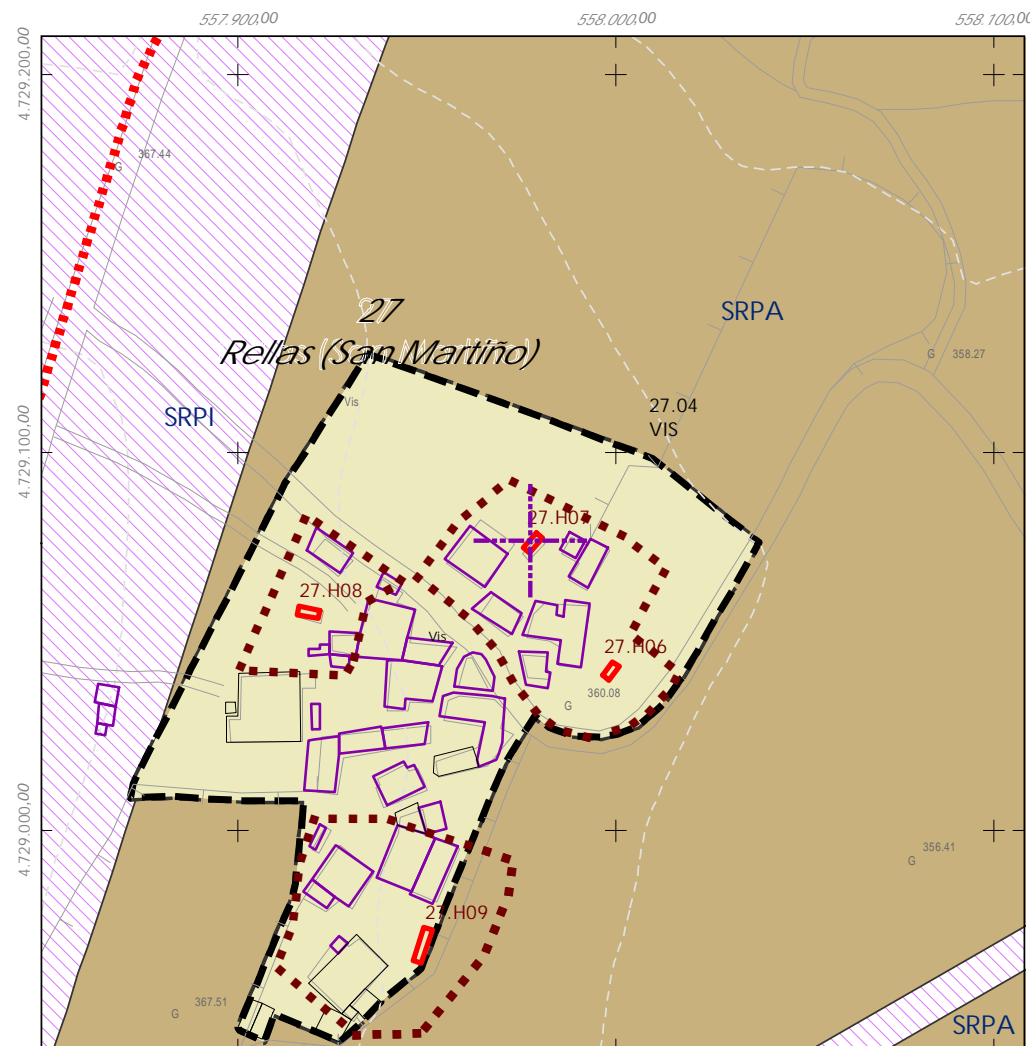 557.900,00
558.000,00
558.100,00
4.729.200,00
367.44
G
27
Rellas (San Martiño)
SRPA
G 358.27
SRPI
Vis
27.04
VIS
4.729.100,00
27.H07
27.H08
Vis
27.H06
360.08
G
4.729.000,00
356.41
G
27.H09
367.51
G
SRPA